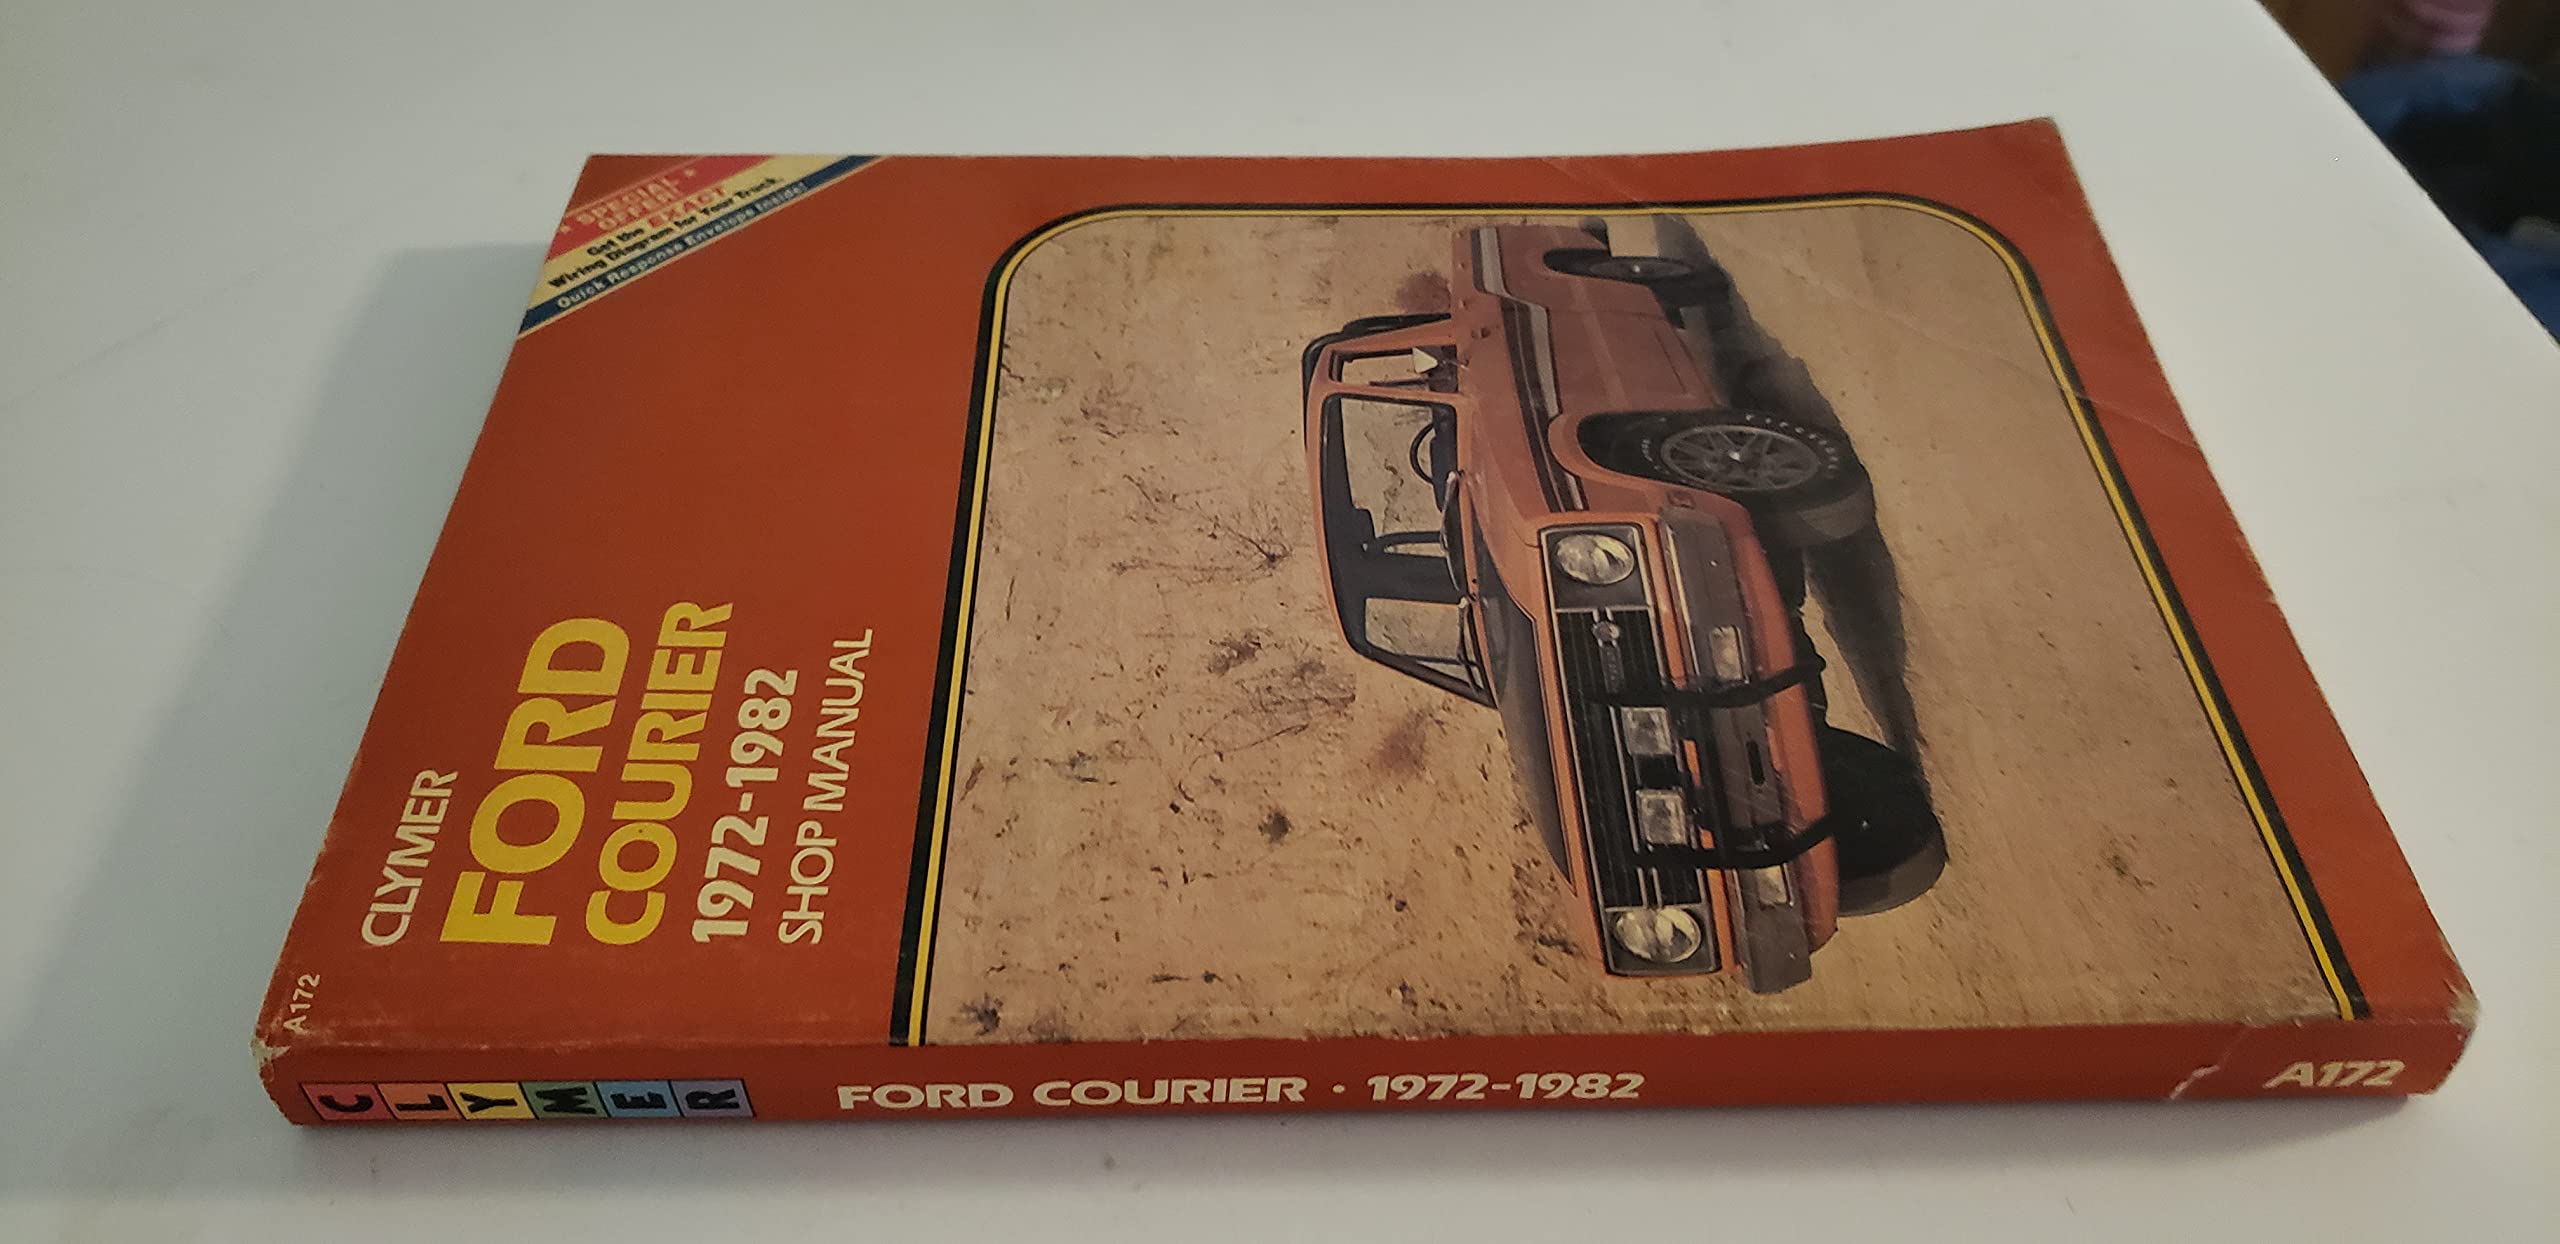 ★ SPECIAL ★
OFFER!
Get the EXACT
Wiring Diagram for Your Truck.
Quick Response Envelope Inside!
CLYMER
FORD
COURIER
1972-1982
SHOP MANUAL
A172
CLYMER
FORD COURIER • 1972-1982
A172